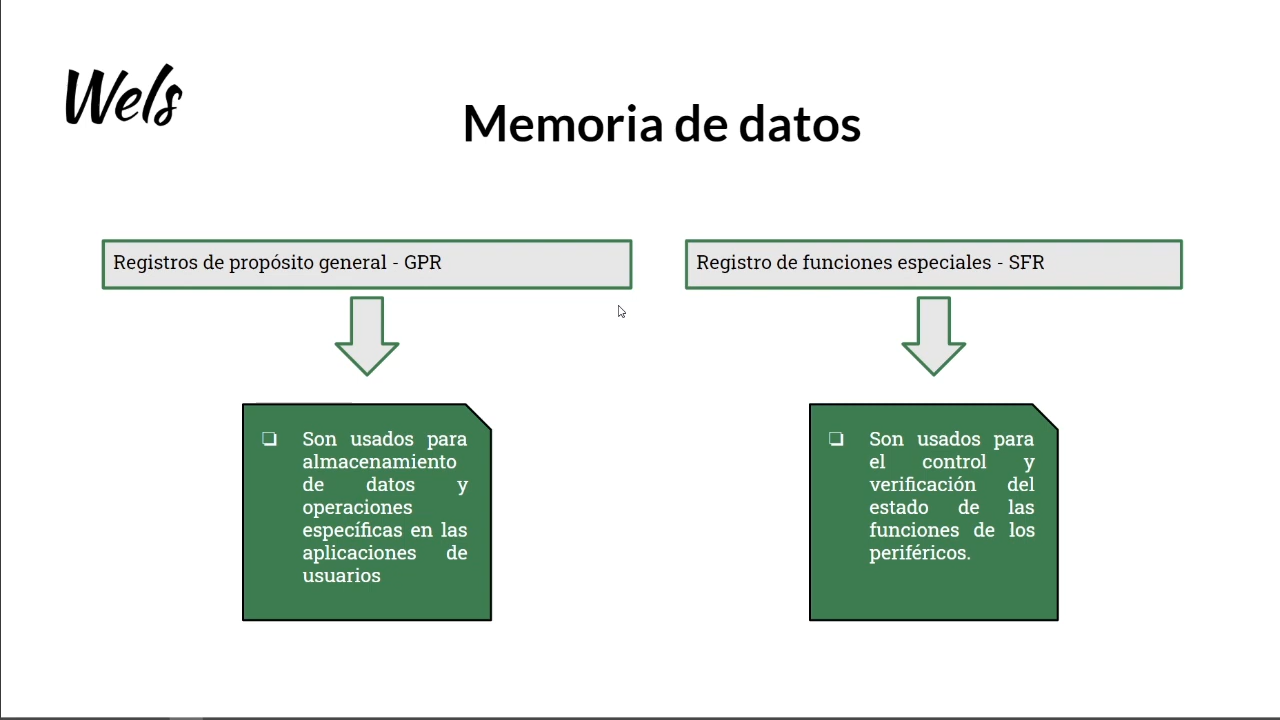 Wels
Memoria de datos
Registros de propósito general - GPR
Registro de funciones especiales - SFR
❏ Son usados para
almacenamiento
de datos y
operaciones
específicas en las
aplicaciones de
usuarios
❏ Son usados para
el control y
verificación del
estado de las
funciones de los
periféricos.